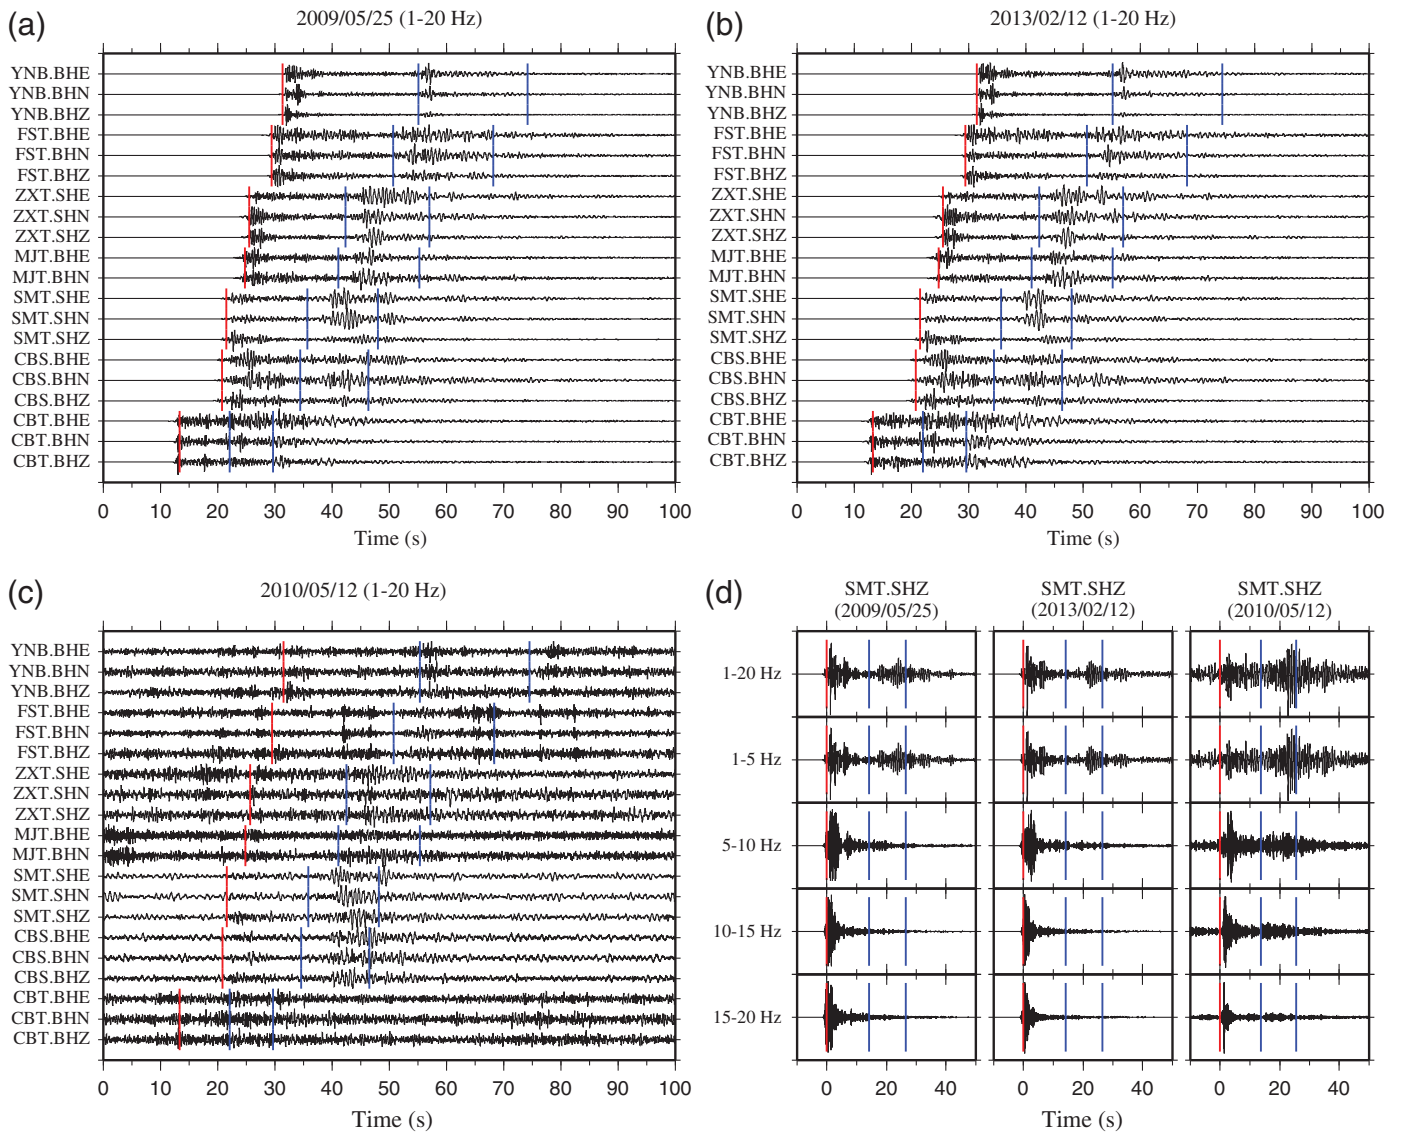 (a)
2009/05/25 (1-20 Hz)
YNB.BHE
YNB.BHN
YNB.BHZ
FST.BHE
FST.BHN
FST.BHZ
ZXT.SHE
ZXT.SHN
ZXT.SHZ
MJT.BHE
MJT.BHN
SMT.SHE
SMT.SHN
SMT.SHZ
CBS.BHE
CBS.BHN
CBS.BHZ
CBT.BHE
CBT.BHN
CBT.BHZ
0 10 20 30 40 50 60 70 80 90 100
Time (s)
(b)
2013/02/12 (1-20 Hz)
YNB.BHE
YNB.BHN
YNB.BHZ
FST.BHE
FST.BHN
FST.BHZ
ZXT.SHE
ZXT.SHN
ZXT.SHZ
MJT.BHE
MJT.BHN
SMT.SHE
SMT.SHN
SMT.SHZ
CBS.BHE
CBS.BHN
CBS.BHZ
CBT.BHE
CBT.BHN
CBT.BHZ
0 10 20 30 40 50 60 70 80 90 100
Time (s)
(c)
2010/05/12 (1-20 Hz)
YNB.BHE
YNB.BHN
YNB.BHZ
FST.BHE
FST.BHN
FST.BHZ
ZXT.SHE
ZXT.SHN
ZXT.SHZ
MJT.BHE
MJT.BHN
SMT.SHE
SMT.SHN
SMT.SHZ
CBS.BHE
CBS.BHN
CBS.BHZ
CBT.BHE
CBT.BHN
CBT.BHZ
0 10 20 30 40 50 60 70 80 90 100
Time (s)
(d)
SMT.SHZ SMT.SHZ SMT.SHZ
(2009/05/25) (2013/02/12) (2010/05/12)
1-20 Hz
1-5 Hz
5-10 Hz
10-15 Hz
15-20 Hz
0 20 40 0 20 40 0 20 40
Time (s)